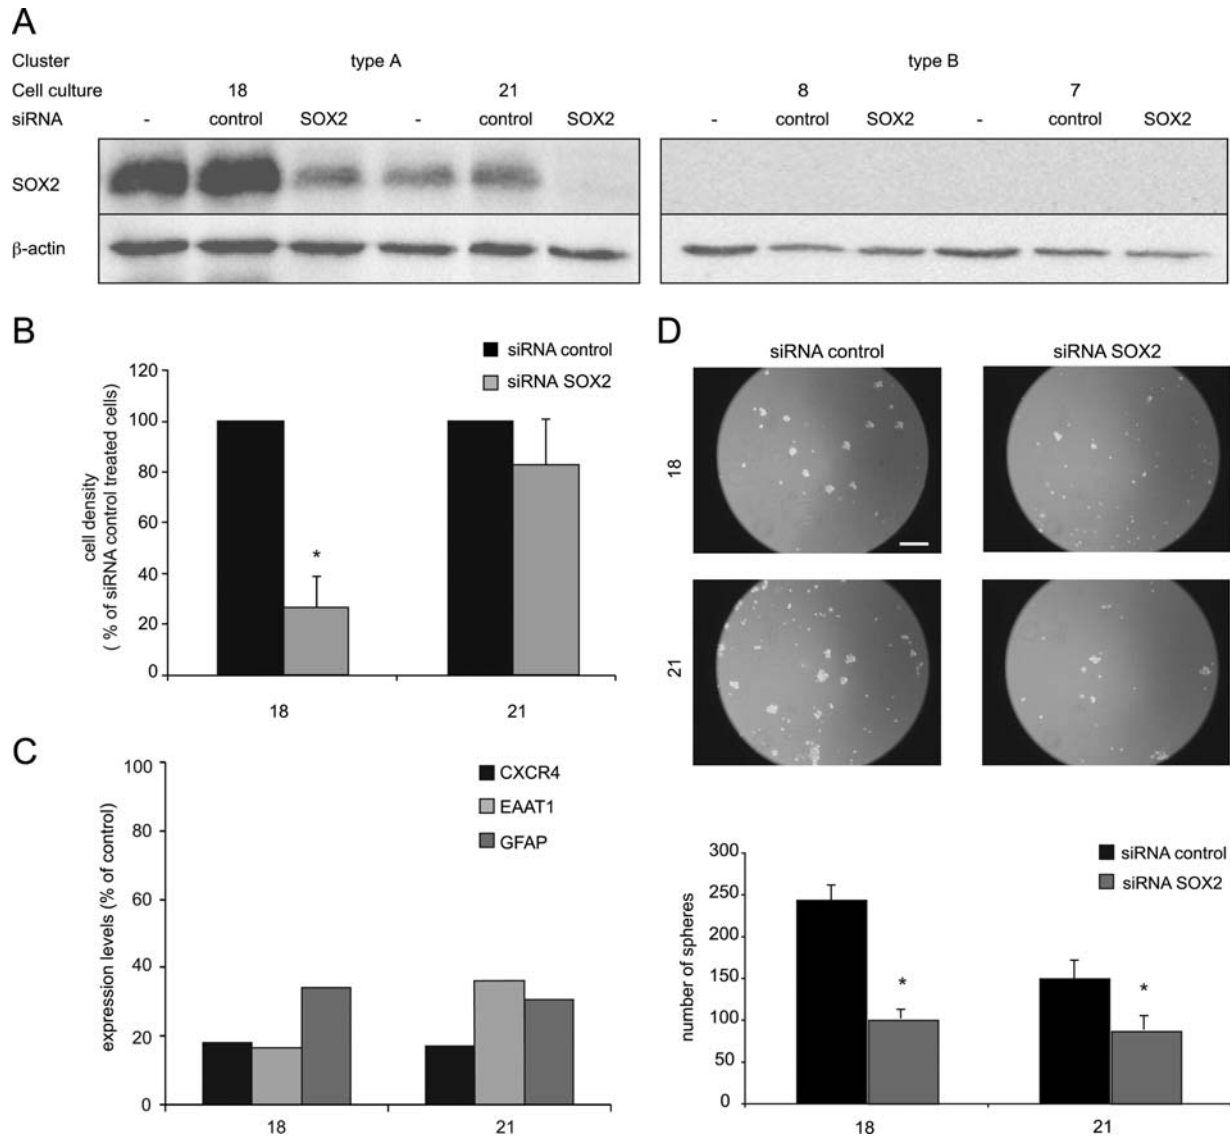 A
Cluster type A type B
Cell culture 18 21 8 7
siRNA - control SOX2 - control SOX2 - control SOX2 - control SOX2
SOX2
β-actin
B
siRNA control
siRNA SOX2
cell density
( % of siRNA control treated cells)
120
100
80
60
40
20
0
*
18 21
C
CXCR4
EAAT1
GFAP
expression levels (% of control)
100
80
60
40
20
0
18 21
D
siRNA control siRNA SOX2
18
21
siRNA control
siRNA SOX2
number of spheres
300
250
200
150
100
50
0
* *
18 21